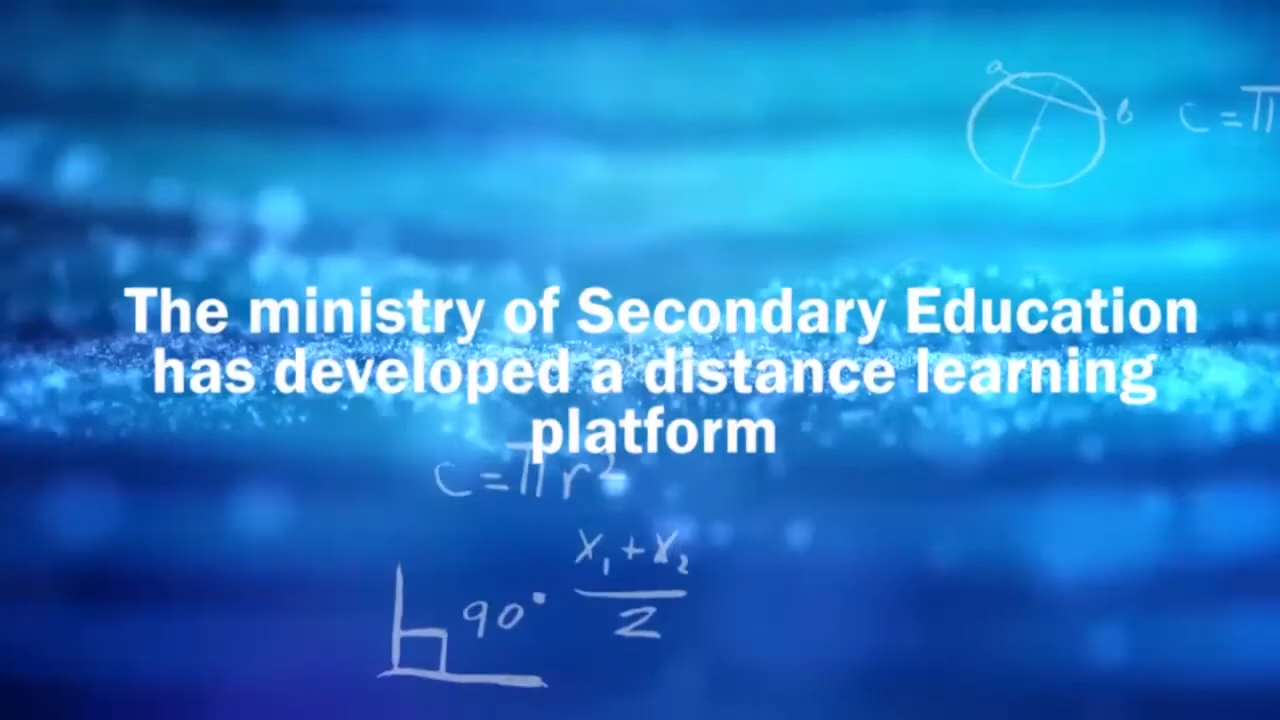 a
b
c = π
The ministry of Secondary Education
has developed a distance learning
platform
c = πr²
x₁ + x₂
2
90°